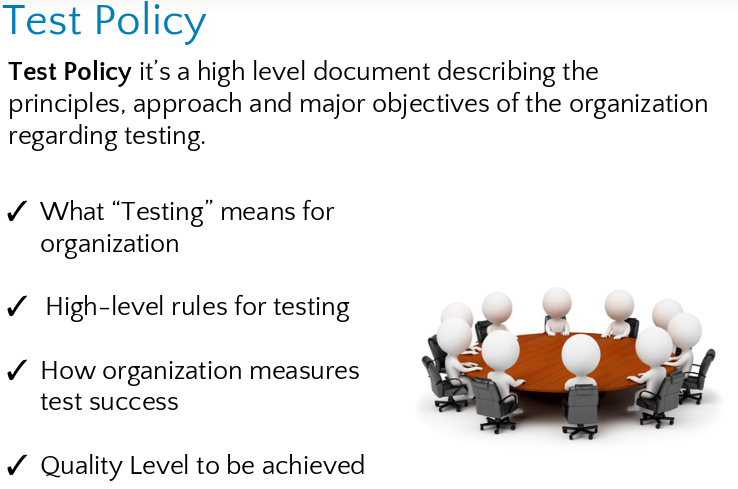 Test Policy
Test Policy it’s a high level document describing the
principles, approach and major objectives of the organization
regarding testing.
✓ What “Testing” means for
organization
✓ High-level rules for testing
✓ How organization measures
test success
✓ Quality Level to be achieved